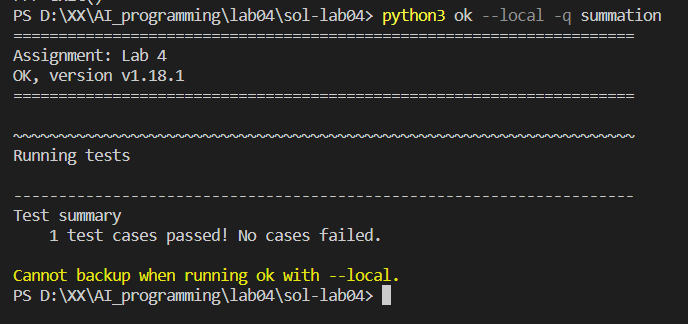 >>> exit()
PS D:\XX\AI_programming\lab04\sol-lab04> python3 ok --local -q summation
=====================================================================
Assignment: Lab 4
OK, version v1.18.1
=====================================================================
~~~~~~~~~~~~~~~~~~~~~~~~~~~~~~~~~~~~~~~~~~~~~~~~~~~~~~~~~~~~~~~~~~~~~
Running tests
---------------------------------------------------------------------
Test summary
    1 test cases passed! No cases failed.
Cannot backup when running ok with --local.
PS D:\XX\AI_programming\lab04\sol-lab04>